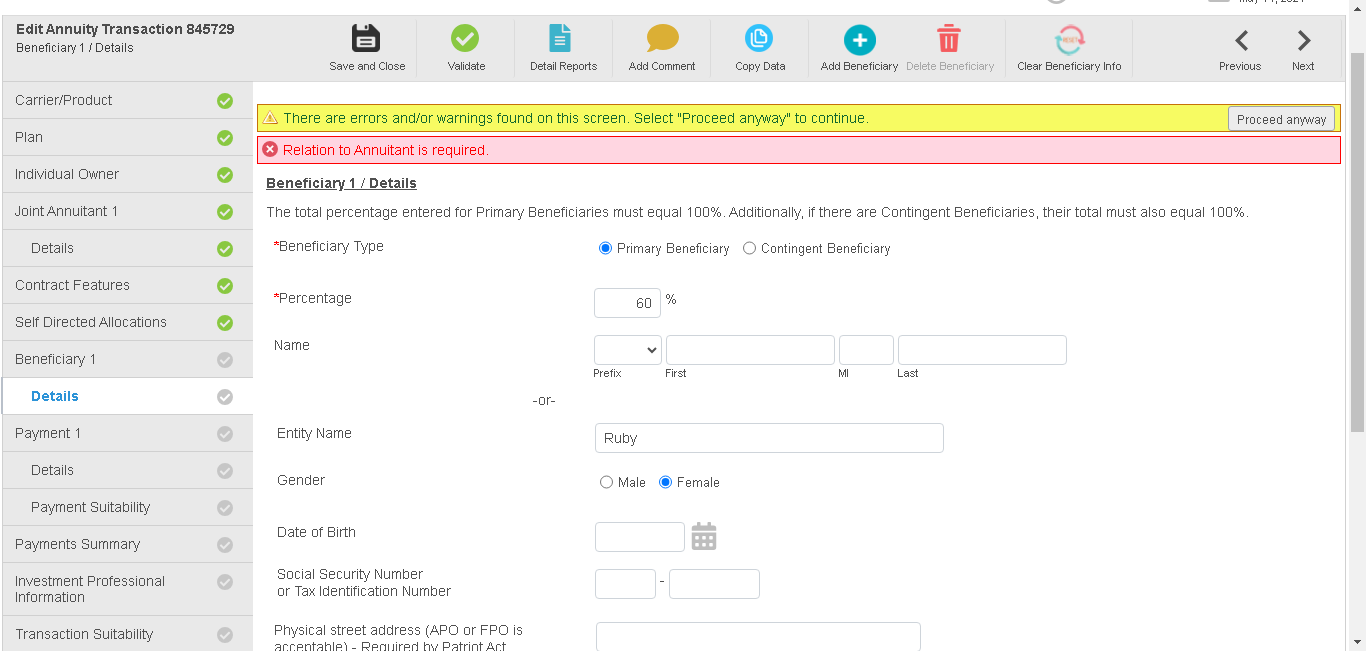 Edit Annuity Transaction 845729
Beneficiary 1 / Details
Save and Close
Validate
Detail Reports
Add Comment
Copy Data
Add Beneficiary
Delete Beneficiary
RESET
Clear Beneficiary Info
Previous
Next
Carrier/Product
Plan
Individual Owner
Joint Annuitant 1
Details
Contract Features
Self Directed Allocations
Beneficiary 1
Details
Payment 1
Details
Payment Suitability
Payments Summary
Investment Professional
Information
Transaction Suitability
There are errors and/or warnings found on this screen. Select "Proceed anyway" to continue.
Proceed anyway
Relation to Annuitant is required.
Beneficiary 1 / Details
The total percentage entered for Primary Beneficiaries must equal 100%. Additionally, if there are Contingent Beneficiaries, their total must also equal 100%.
*Beneficiary Type
Primary Beneficiary
Contingent Beneficiary
*Percentage
60 %
Name
Prefix
First
MI
Last
-or-
Entity Name
Ruby
Gender
Male
Female
Date of Birth
Social Security Number
or Tax Identification Number
-
Physical street address (APO or FPO is
acceptable) - Required by Patriot Act